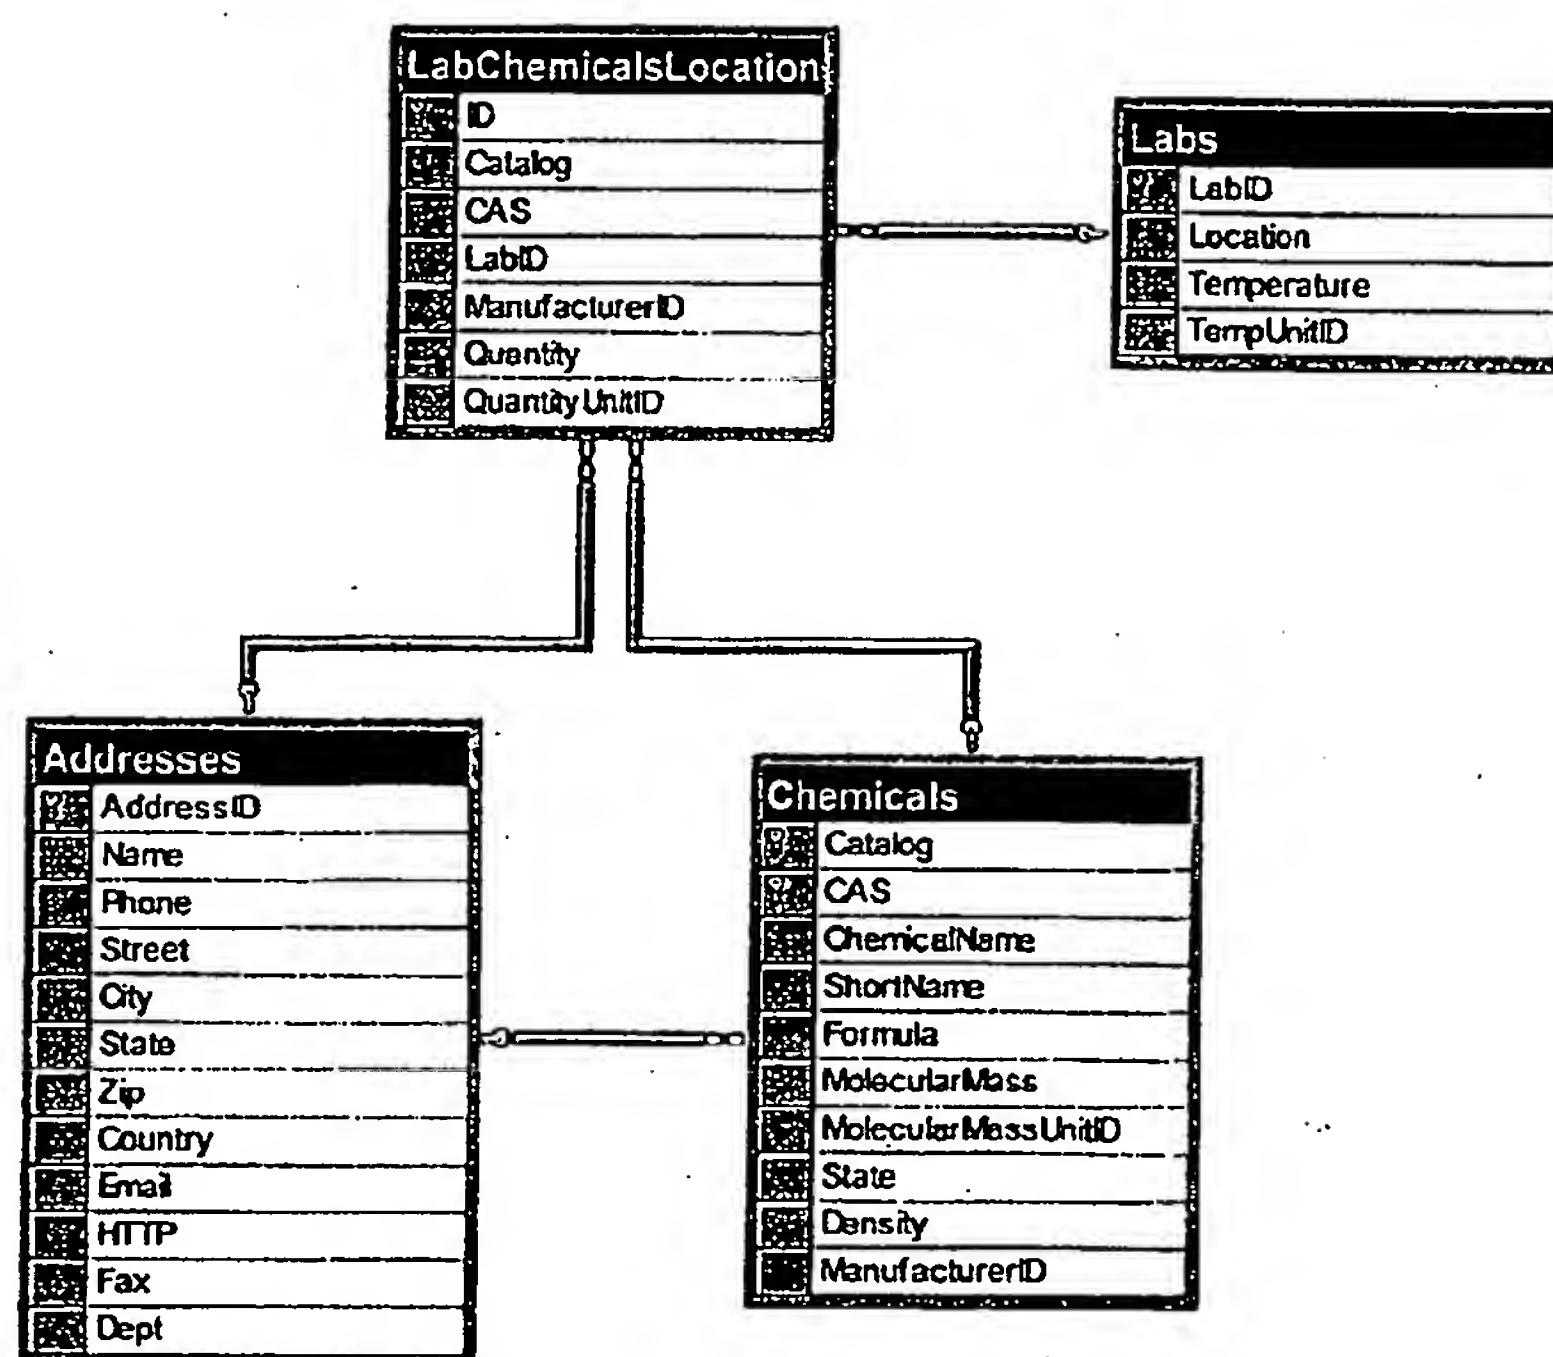 LabChemicalsLocation
ID
Catalog
CAS
LabID
ManufacturerID
Quantity
QuantityUnitID
Labs
LabID
Location
Temperature
TempUnitID
Addresses
AddressID
Name
Phone
Street
City
State
Zip
Country
Email
HTTP
Fax
Dept
Chemicals
Catalog
CAS
ChemicalName
ShortName
Formula
MolecularMass
MolecularMassUnitID
State
Density
ManufacturerID